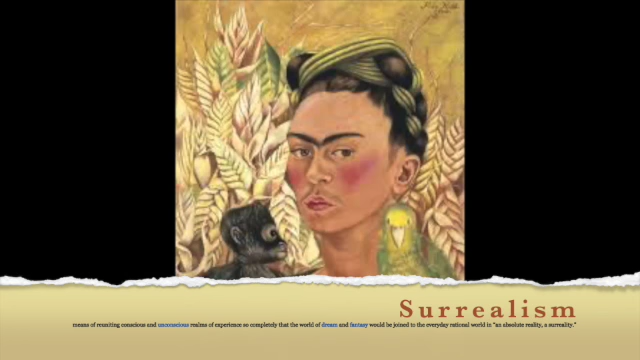 Surrealism
means of reuniting conscious and unconscious realms of experience so completely that the world of dream and fantasy would be joined to the everyday rational world in "an absolute reality, a surreality."